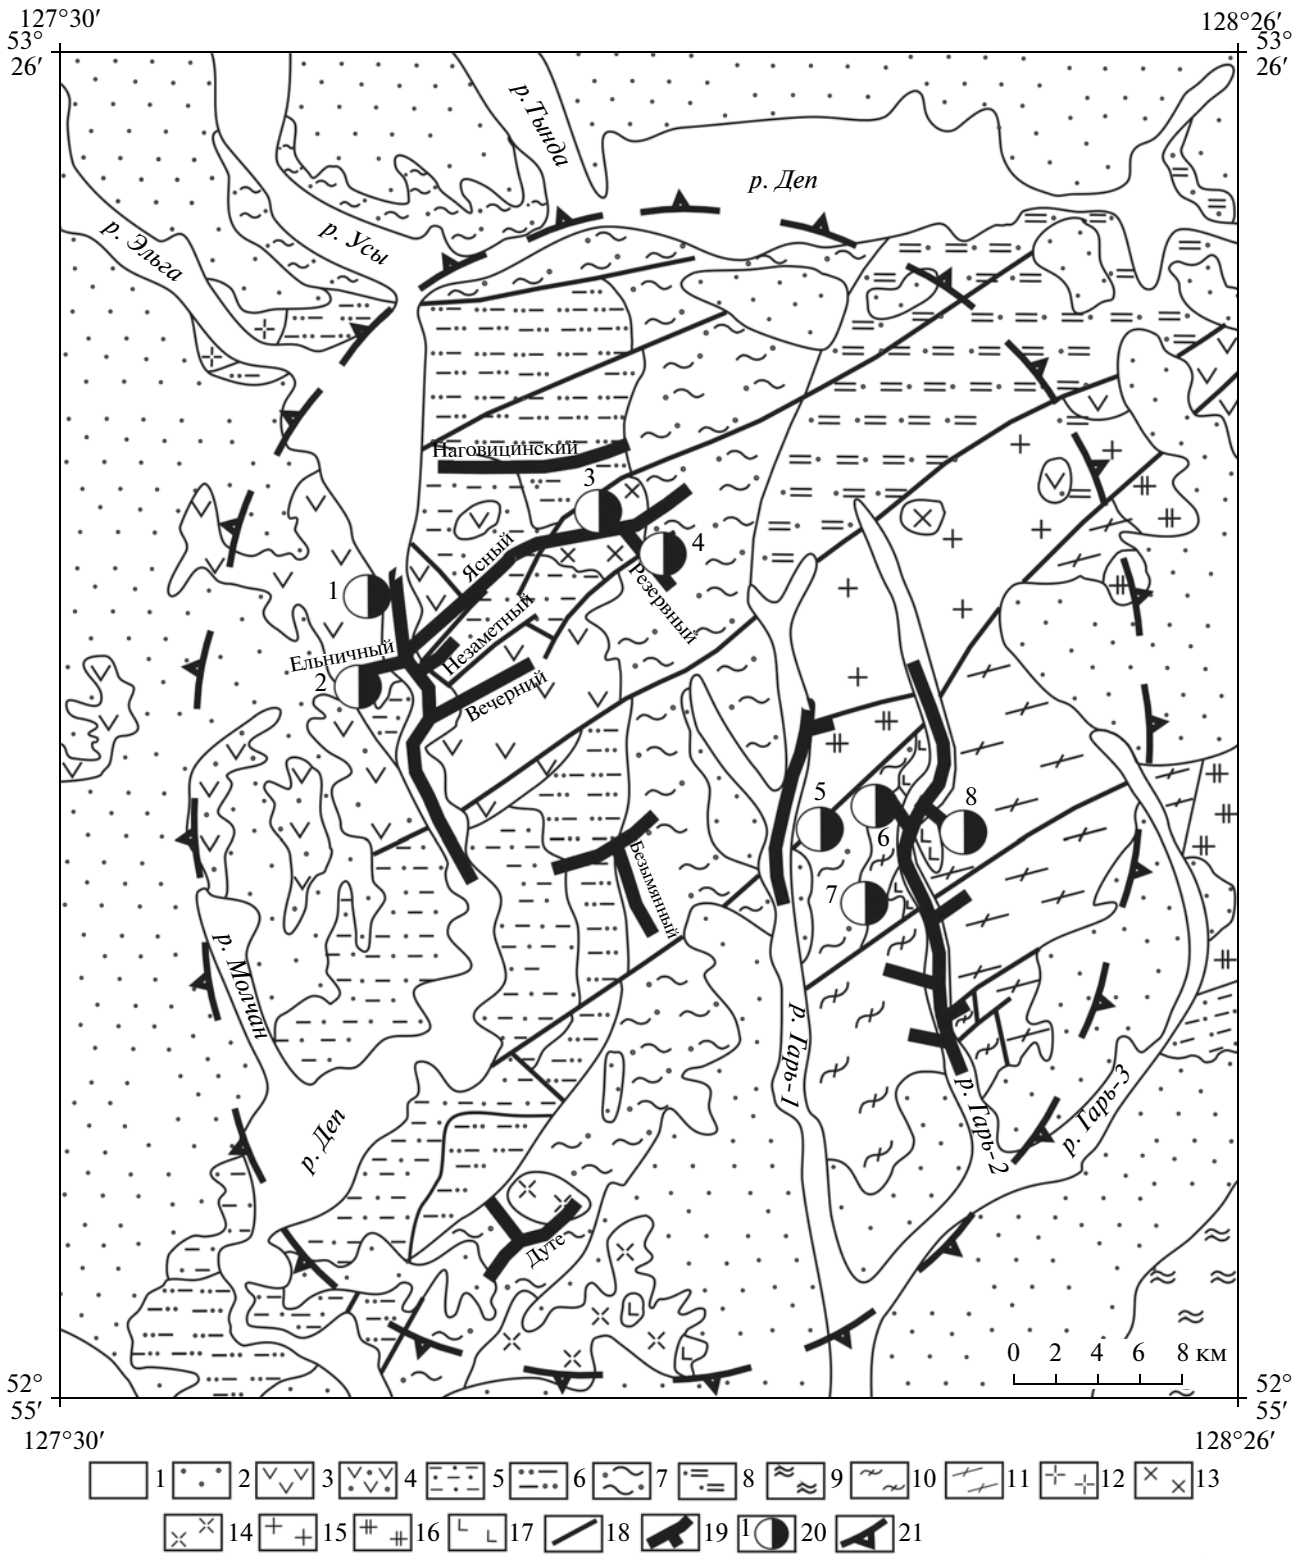 127°30′ 128°26′
53° 53°
26′ 26′
р. Тында
р. Деп
р. Эльга
р. Усы
Наговицинский
3
4
Ясный
1
Резервный
Незаметный
Ельничный
2
Вечерний
5
8
6
Безымянный
7
р. Молчан
р. Гарь-1
р. Гарь-2
р. Гарь-3
р. Деп
Дуте
0 2 4 6 8 км
52° 52°
55′ 55′
127°30′ 128°26′
1 2 3 4 5 6 7 8 9 10 11 12 13
14 15 16 17 18 19 1 20 21